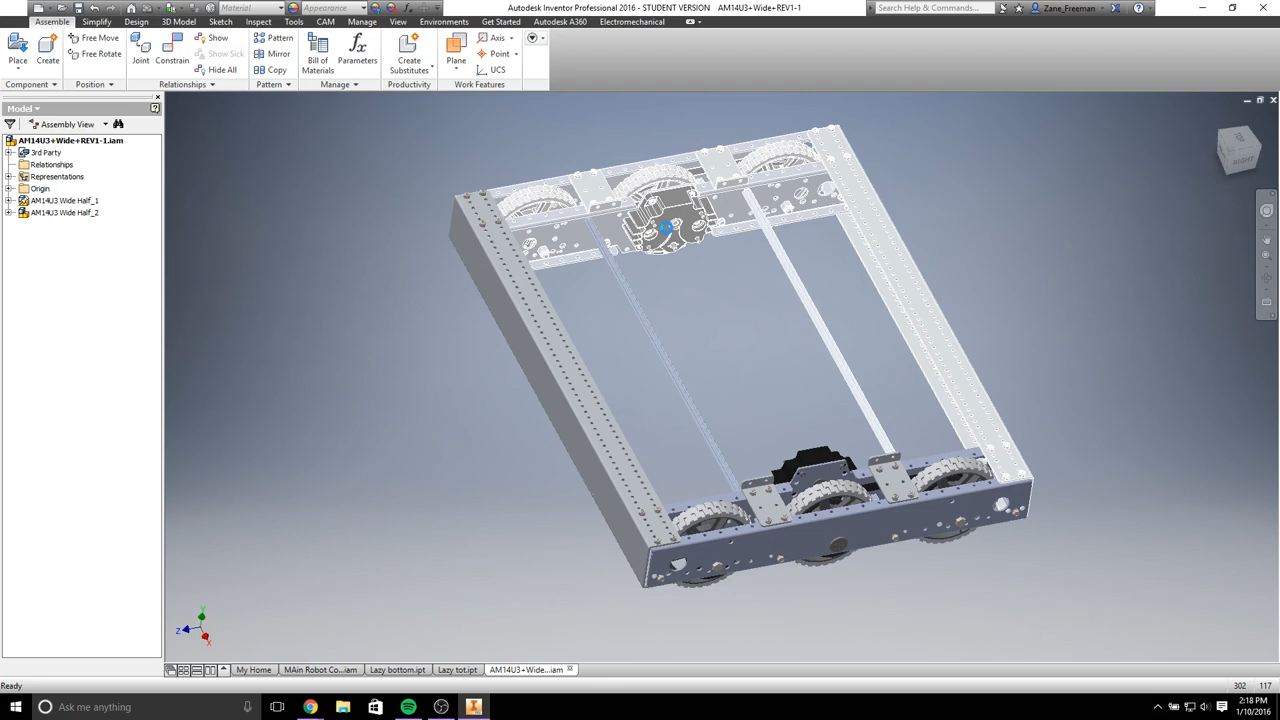 Material
Appearance
Autodesk Inventor Professional 2016 - STUDENT VERSION AM14U3+Wide+REV1-1
Search Help & Commands...
Zane_Freeman
Assemble Simplify Design 3D Model Sketch Inspect Tools CAM Manage View Environments Get Started Autodesk A360 Electromechanical
Place
Create
Free Move
Free Rotate
Joint
Constrain
Show
Show Sick
Hide All
Pattern
Mirror
Copy
Bill of
Materials
Parameters
Create
Substitutes
Plane
Axis
Point
UCS
Component Position Relationships Pattern Manage Productivity Work Features
Model
Assembly View
AM14U3+Wide+REV1-1.iam
3rd Party
Relationships
Representations
Origin
AM14U3 Wide Half_1
AM14U3 Wide Half_2
TOP
RIGHT
Y
Z
X
My Home MAin Robot Co...iam Lazy bottom.ipt Lazy tot.ipt AM14U3+Wide...iam
Ready
302 117
Ask me anything
2:18 PM
1/10/2016